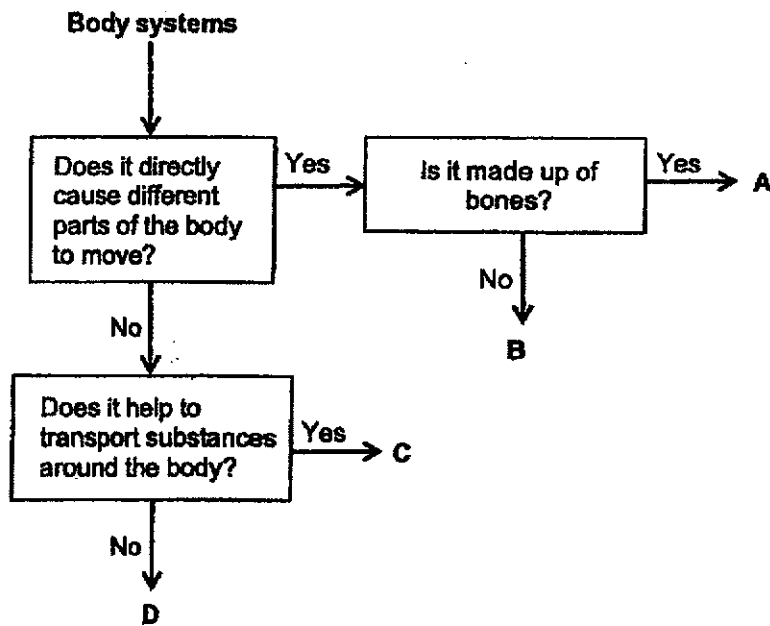 Body systems
Does it directly
cause different
parts of the body
to move?
Yes
Is it made up of
bones?
Yes
A
No
B
No
Does it help to
transport substances
around the body?
Yes
C
No
D